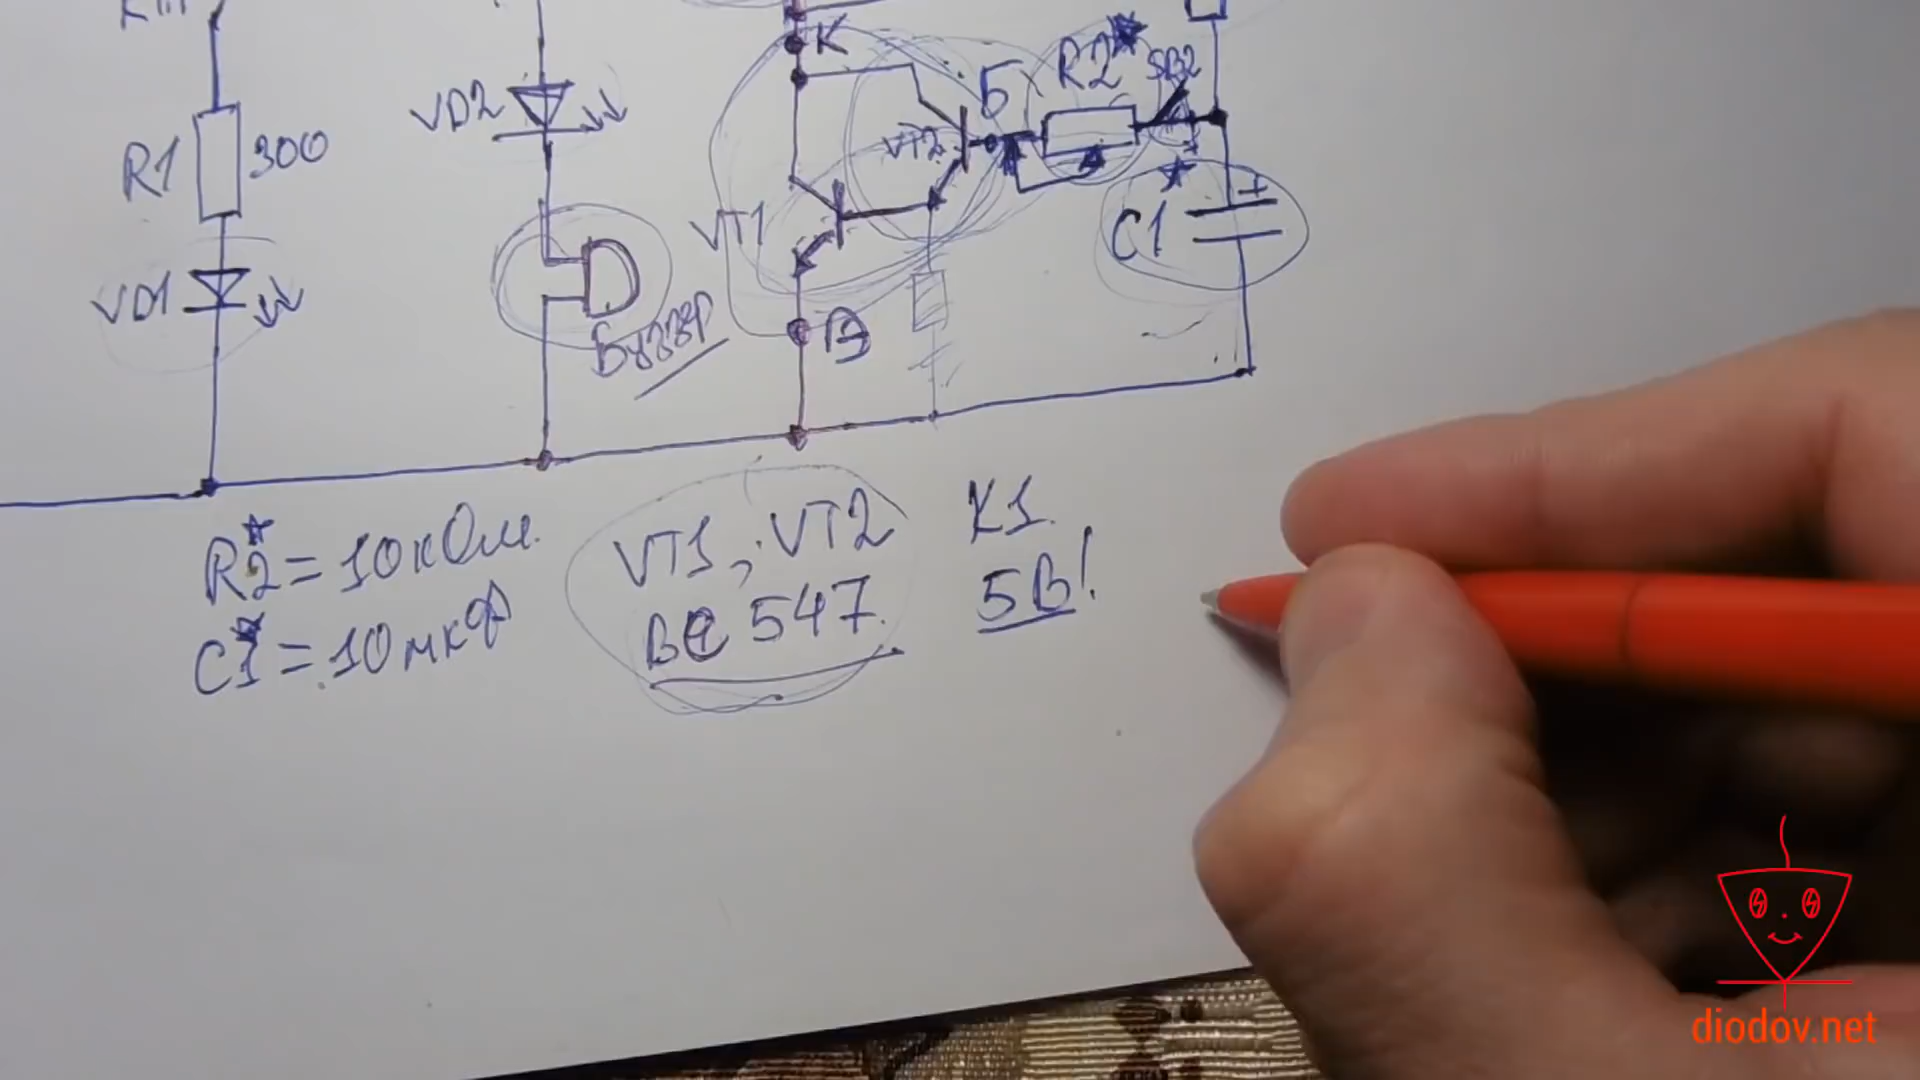 К
Б
R2*
SB2
VD2
R1
300
VT2
VT1
C1*
+
VD1
Э
Буззер
R2* = 10 кОм.
C1* = 10 мкФ
VT1, VT2
BC 547.
K1.
5В!
diodov.net